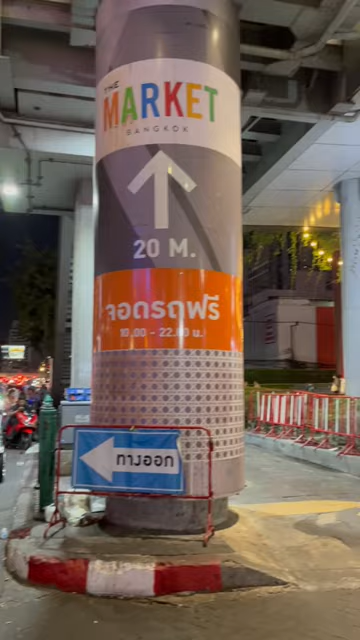 THE
MARKET
BANGKOK
20 M.
จอดรถฟรี
10.00 - 22.00 น.
ทางออก